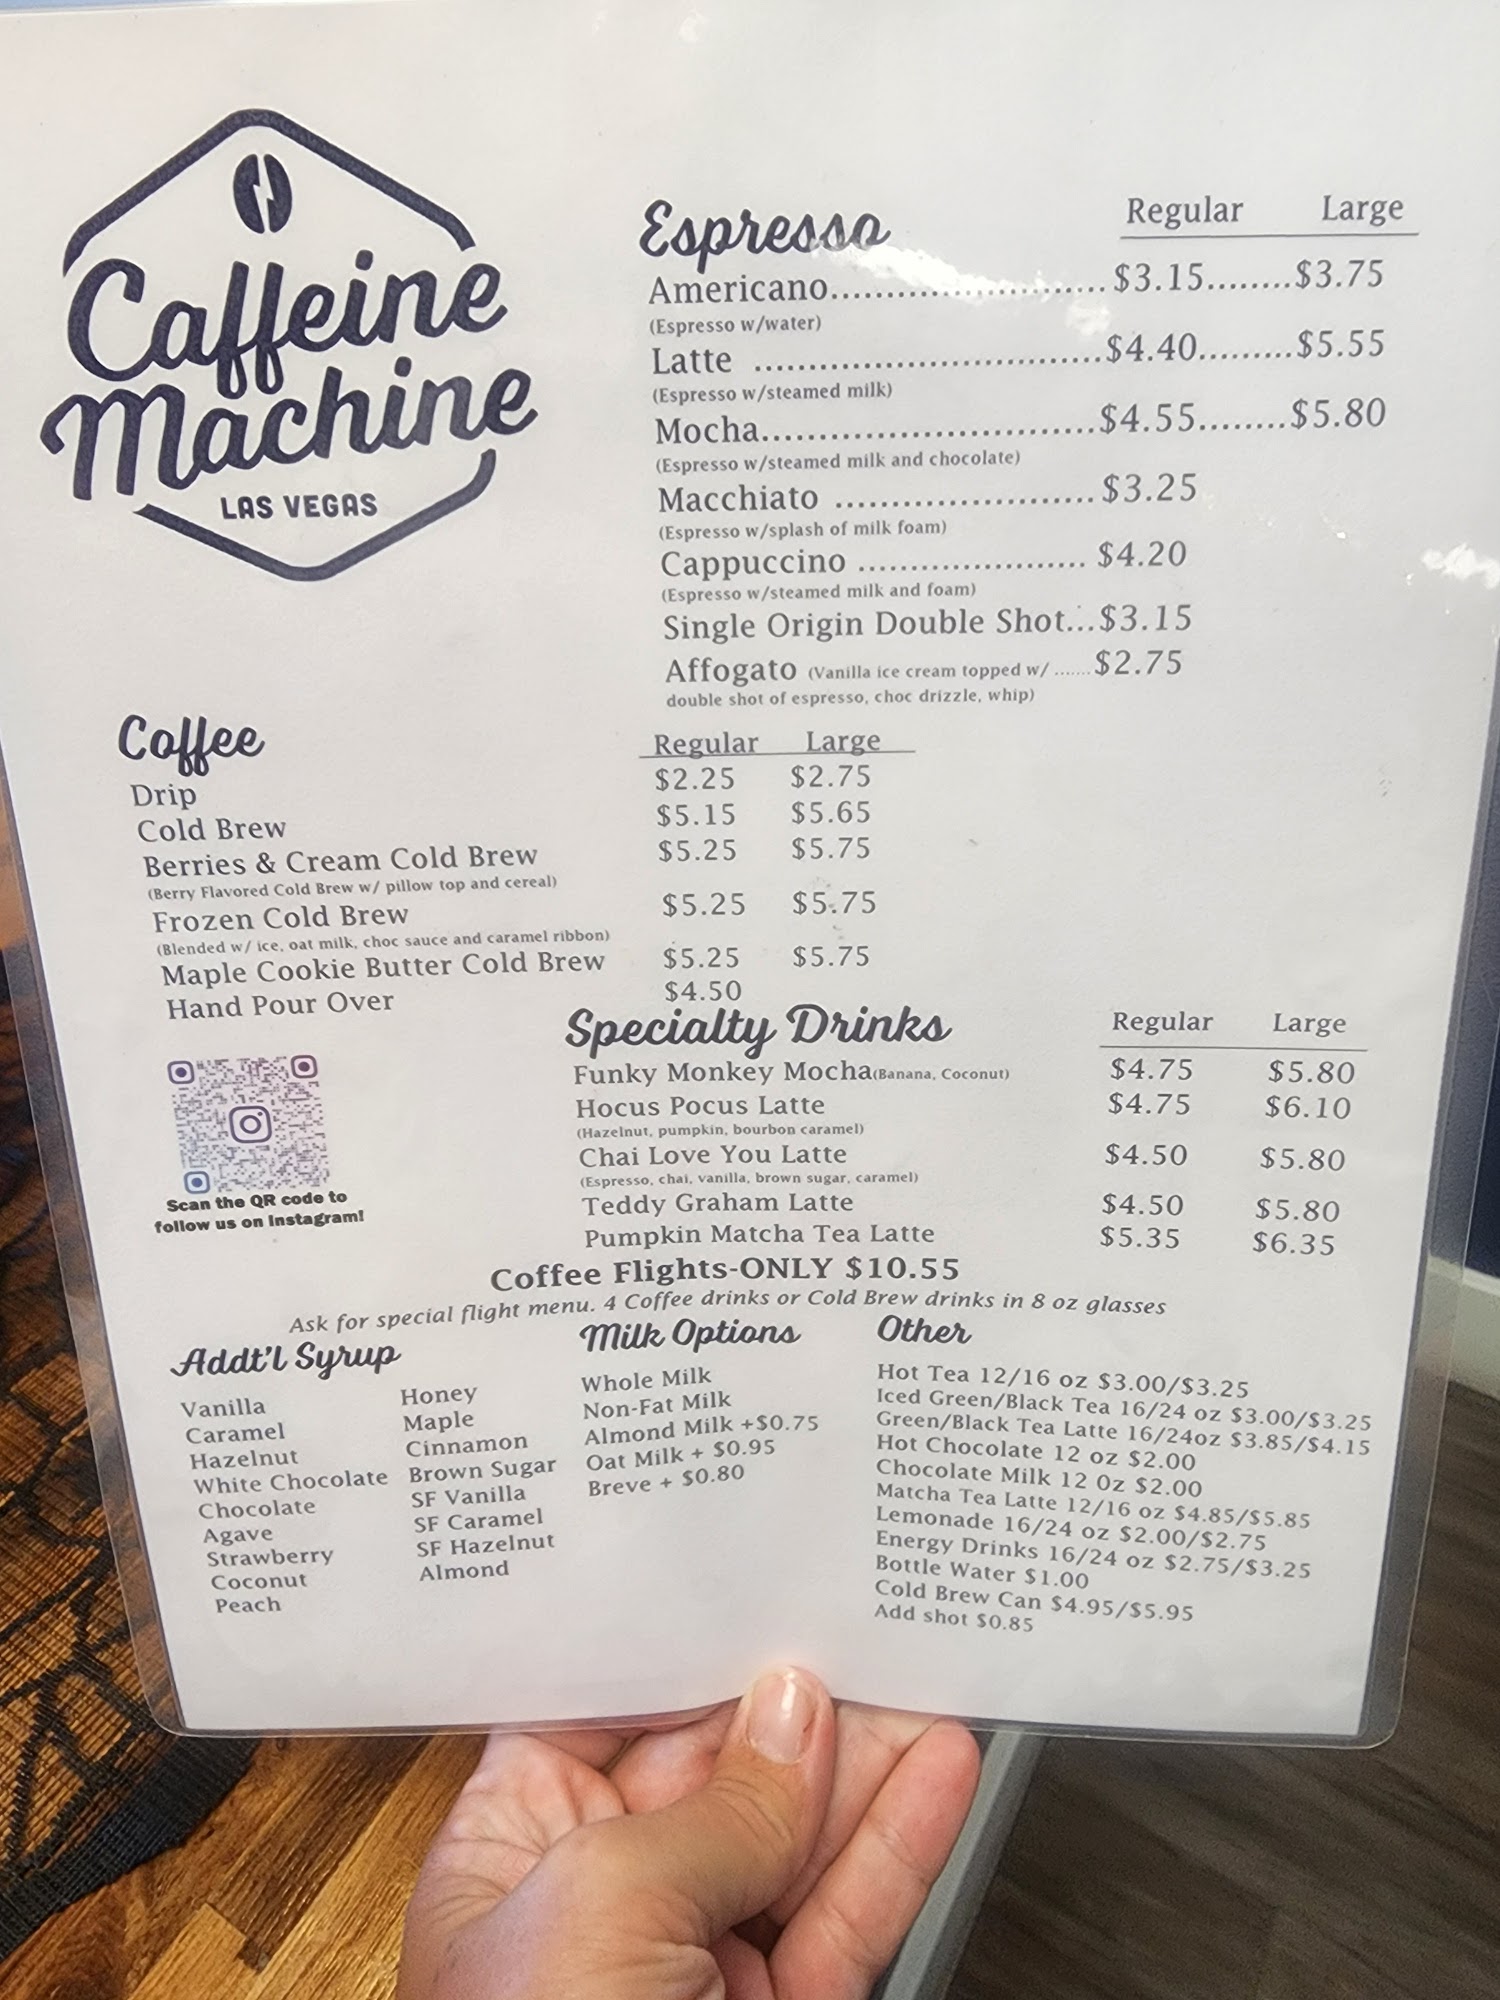 Caffeine
Machine
LAS VEGAS
Espresso Regular Large
Americano.......................... $3.15........$3.75
(Espresso w/water)
Latte ................................$4.40.........$5.55
(Espresso w/steamed milk)
Mocha...............................$4.55........$5.80
(Espresso w/steamed milk and chocolate)
Macchiato ........................ $3.25
(Espresso w/splash of milk foam)
Cappuccino ...................... $4.20
(Espresso w/steamed milk and foam)
Single Origin Double Shot...$3.15
Affogato (Vanilla ice cream topped w/ ....... $2.75
double shot of espresso, choc drizzle, whip)
Coffee Regular Large
Drip $2.25 $2.75
Cold Brew $5.15 $5.65
Berries & Cream Cold Brew $5.25 $5.75
(Berry Flavored Cold Brew w/ pillow top and cereal)
Frozen Cold Brew $5.25 $5.75
(Blended w/ ice, oat milk, choc sauce and caramel ribbon)
Maple Cookie Butter Cold Brew $5.25 $5.75
Hand Pour Over $4.50
Scan the QR code to
follow us on Instagram!
Specialty Drinks Regular Large
Funky Monkey Mocha(Banana, Coconut) $4.75 $5.80
Hocus Pocus Latte $4.75 $6.10
(Hazelnut, pumpkin, bourbon caramel)
Chai Love You Latte $4.50 $5.80
(Espresso, chai, vanilla, brown sugar, caramel)
Teddy Graham Latte $4.50 $5.80
Pumpkin Matcha Tea Latte $5.35 $6.35
Coffee Flights-ONLY $10.55
Ask for special flight menu. 4 Coffee drinks or Cold Brew drinks in 8 oz glasses
Addt'l Syrup
Vanilla
Caramel
Hazelnut
White Chocolate
Chocolate
Agave
Strawberry
Coconut
Peach
Honey
Maple
Cinnamon
Brown Sugar
SF Vanilla
SF Caramel
SF Hazelnut
Almond
Milk Options
Whole Milk
Non-Fat Milk
Almond Milk +$0.75
Oat Milk + $0.95
Breve + $0.80
Other
Hot Tea 12/16 oz $3.00/$3.25
Iced Green/Black Tea 16/24 oz $3.00/$3.25
Green/Black Tea Latte 16/24oz $3.85/$4.15
Hot Chocolate 12 oz $2.00
Chocolate Milk 12 Oz $2.00
Matcha Tea Latte 12/16 oz $4.85/$5.85
Lemonade 16/24 oz $2.00/$2.75
Energy Drinks 16/24 oz $2.75/$3.25
Bottle Water $1.00
Cold Brew Can $4.95/$5.95
Add shot $0.85